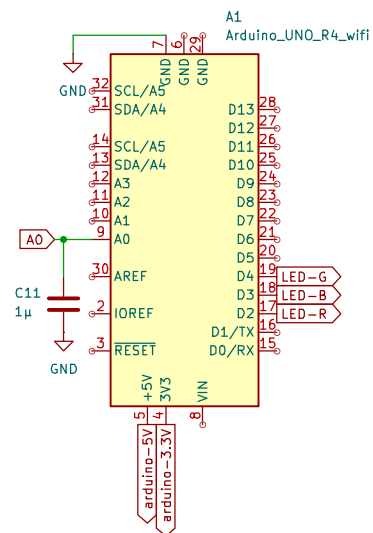 A1
Arduino_UNO_R4_wifi
7
6
29
GND
GND
GND
GND
32
SCL/A5
31
SDA/A4
D13
28
D12
27
14
SCL/A5
D11
26
13
SDA/A4
D10
25
12
A3
D9
24
11
A2
D8
23
10
A1
D7
22
A0
9
A0
D6
21
D5
20
30
AREF
D4
19
LED-G
C11
1µ
D3
18
LED-B
2
IOREF
D2
17
LED-R
D1/TX
16
3
RESET
D0/RX
15
GND
+5V
3V3
VIN
5
4
8
arduino-5V
arduino-3.3V